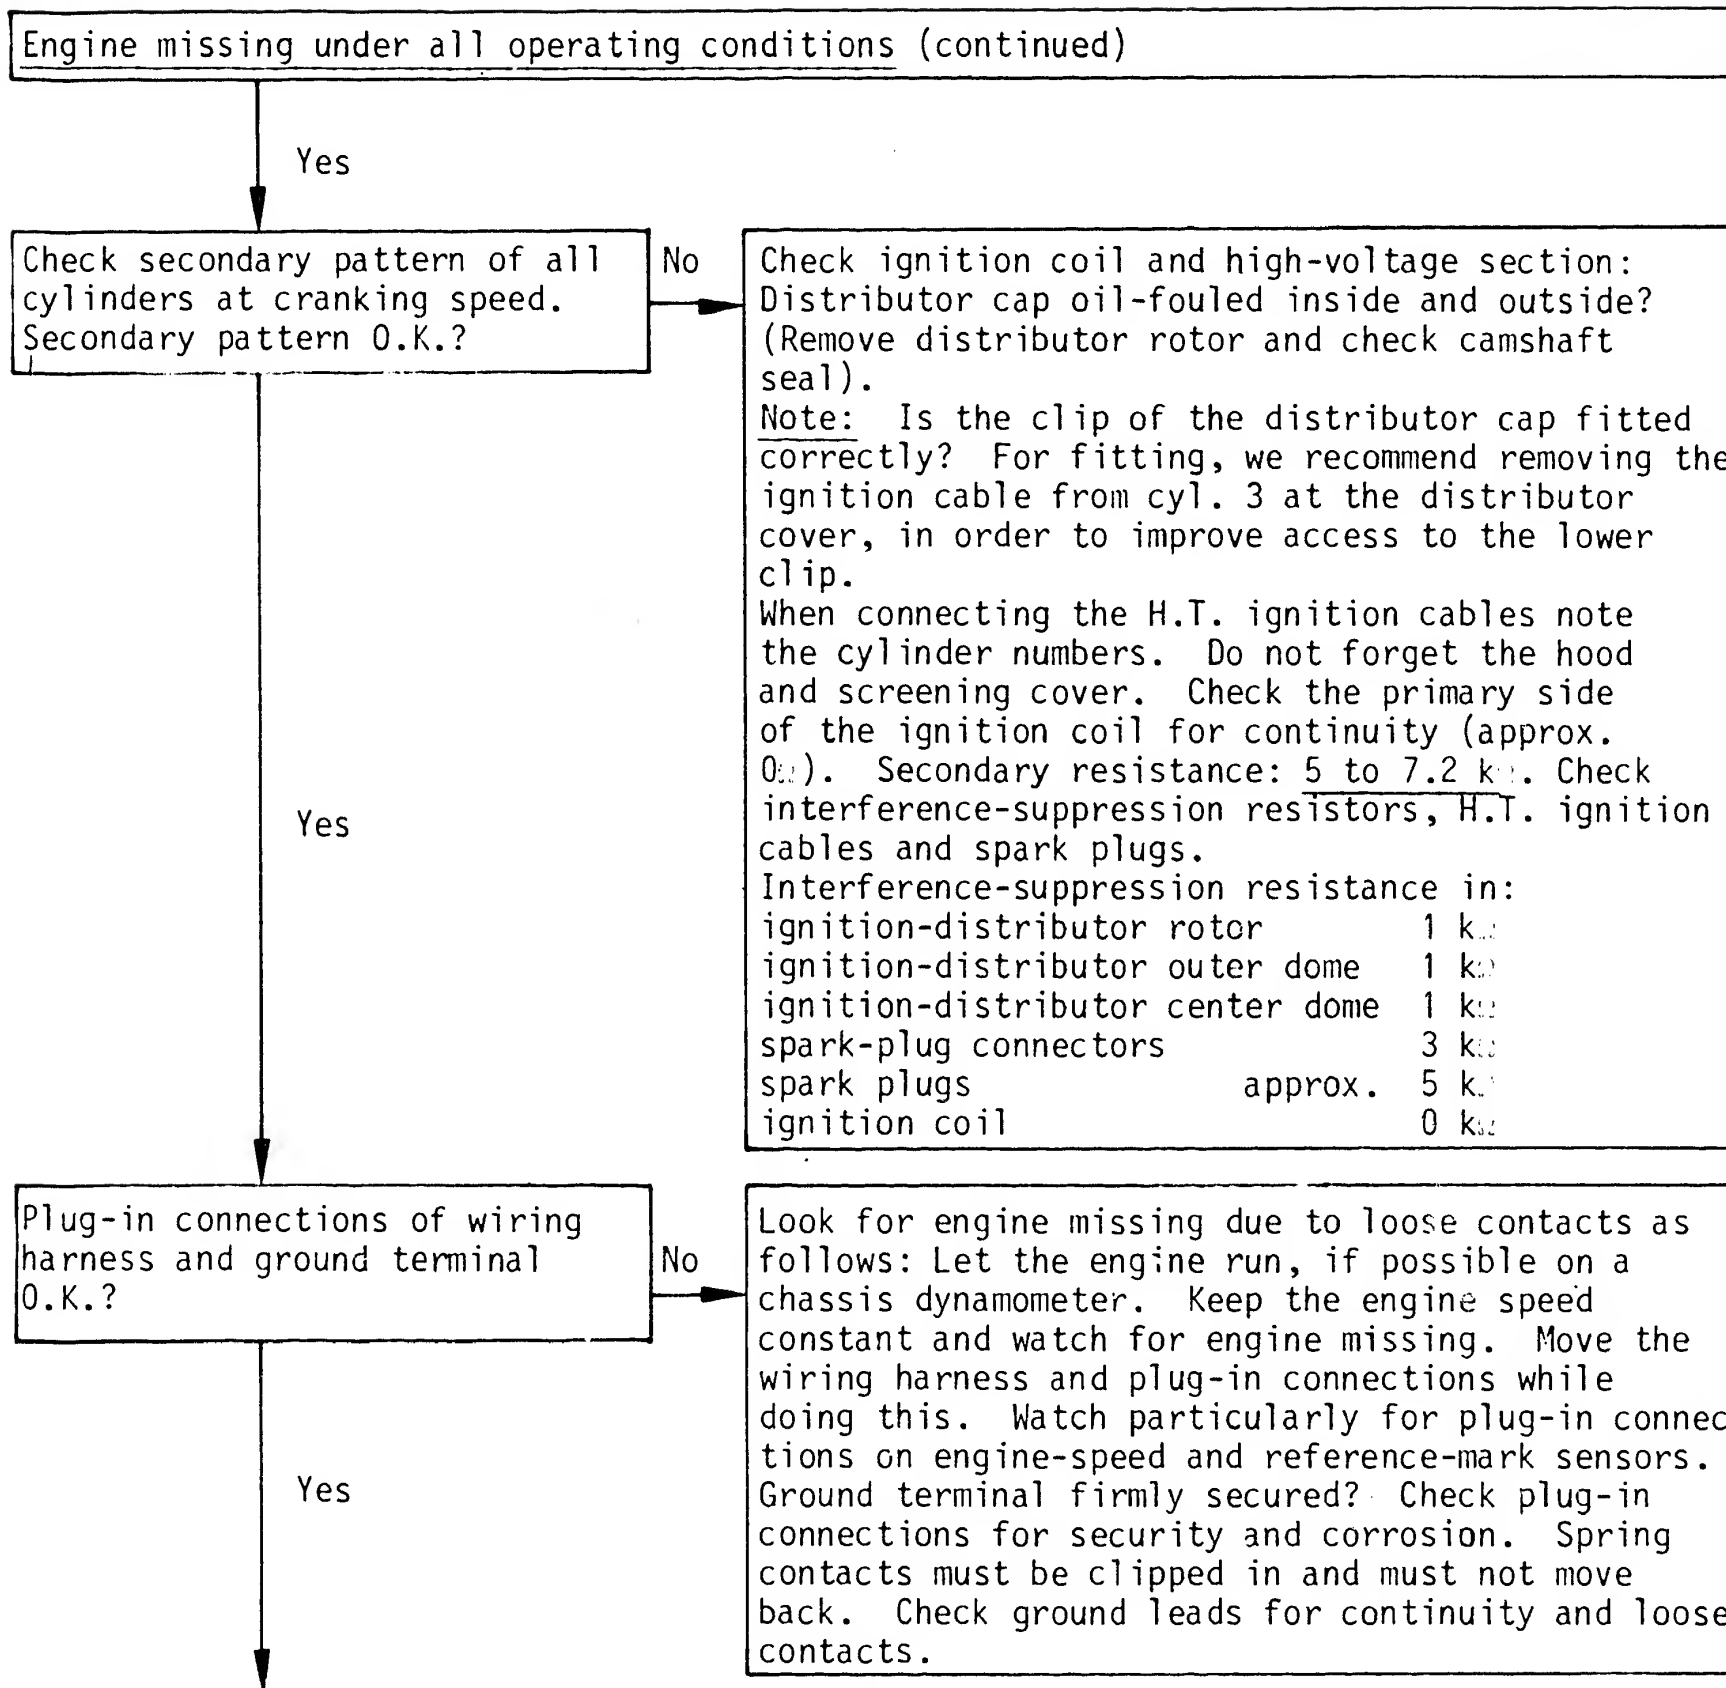 Engine missing under all operating conditions (continued)
Yes
Check secondary pattern of all
cylinders at cranking speed.
Secondary pattern O.K.?
No
Check ignition coil and high-voltage section:
Distributor cap oil-fouled inside and outside?
(Remove distributor rotor and check camshaft
seal).
Note: Is the clip of the distributor cap fitted
correctly? For fitting, we recommend removing the
ignition cable from cyl. 3 at the distributor
cover, in order to improve access to the lower
clip.
When connecting the H.T. ignition cables note
the cylinder numbers. Do not forget the hood
and screening cover. Check the primary side
of the ignition coil for continuity (approx.
0Ω). Secondary resistance: 5 to 7.2 kΩ. Check
interference-suppression resistors, H.T. ignition
cables and spark plugs.
Interference-suppression resistance in:
ignition-distributor rotor 1 kΩ
ignition-distributor outer dome 1 kΩ
ignition-distributor center dome 1 kΩ
spark-plug connectors 3 kΩ
spark plugs approx. 5 kΩ
ignition coil 0 kΩ
Yes
Plug-in connections of wiring
harness and ground terminal
O.K.?
No
Look for engine missing due to loose contacts as
follows: Let the engine run, if possible on a
chassis dynamometer. Keep the engine speed
constant and watch for engine missing. Move the
wiring harness and plug-in connections while
doing this. Watch particularly for plug-in connec
tions on engine-speed and reference-mark sensors.
Ground terminal firmly secured? Check plug-in
connections for security and corrosion. Spring
contacts must be clipped in and must not move
back. Check ground leads for continuity and loose
contacts.
Yes